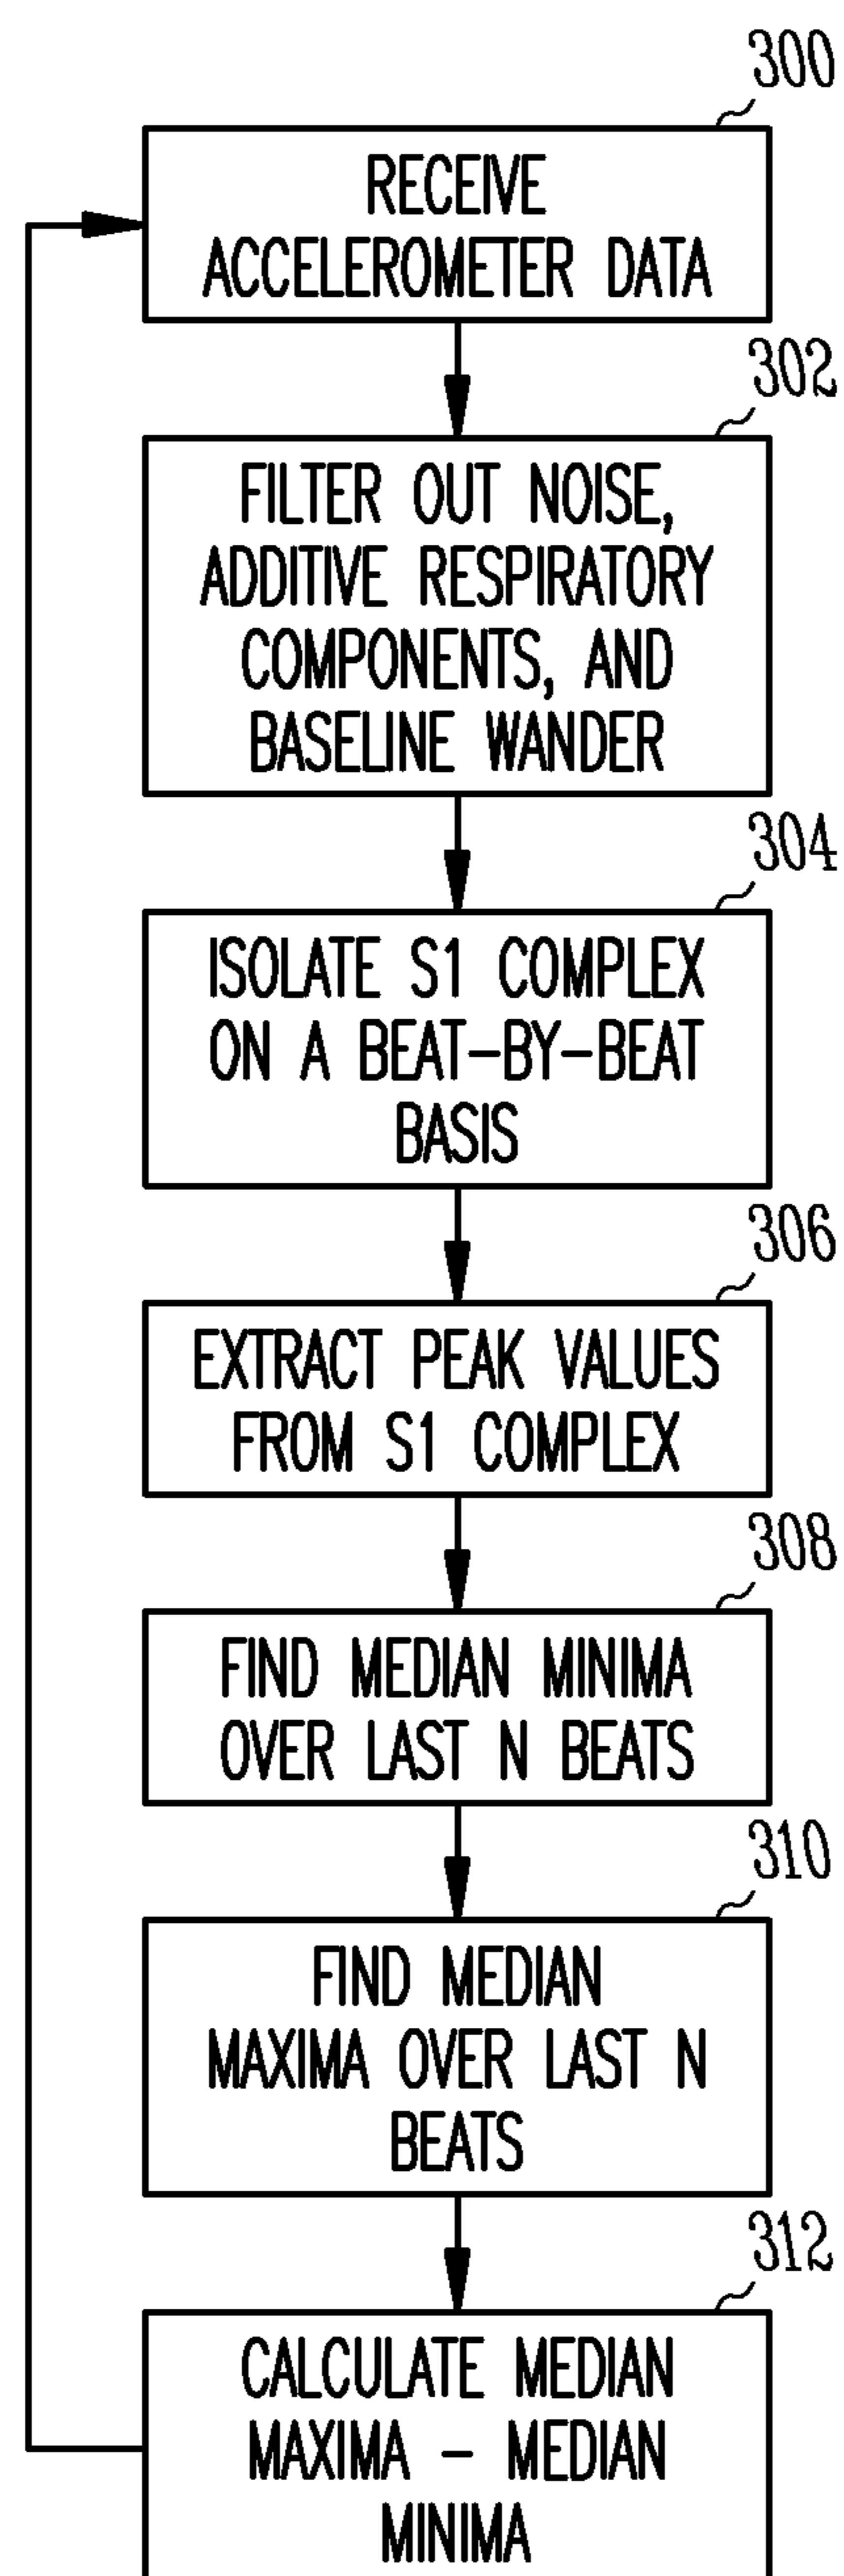 300
RECEIVE
ACCELEROMETER DATA
302
FILTER OUT NOISE,
ADDITIVE RESPIRATORY
COMPONENTS, AND
BASELINE WANDER
304
ISOLATE S1 COMPLEX
ON A BEAT-BY-BEAT
BASIS
306
EXTRACT PEAK VALUES
FROM S1 COMPLEX
308
FIND MEDIAN MINIMA
OVER LAST N BEATS
310
FIND MEDIAN
MAXIMA OVER LAST N
BEATS
312
CALCULATE MEDIAN
MAXIMA - MEDIAN
MINIMA